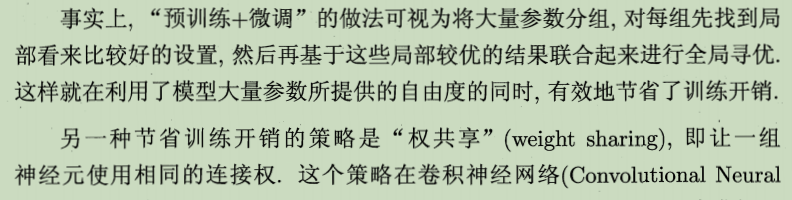 事实上, “预训练+微调” 的做法可视为将大量参数分组, 对每组先找到局
部看来比较好的设置, 然后再基于这些局部较优的结果联合起来进行全局寻优.
这样就在利用了模型大量参数所提供的自由度的同时, 有效地节省了训练开销.
另一种节省训练开销的策略是 “权共享” (weight sharing), 即让一组
神经元使用相同的连接权. 这个策略在卷积神经网络(Convolutional Neural